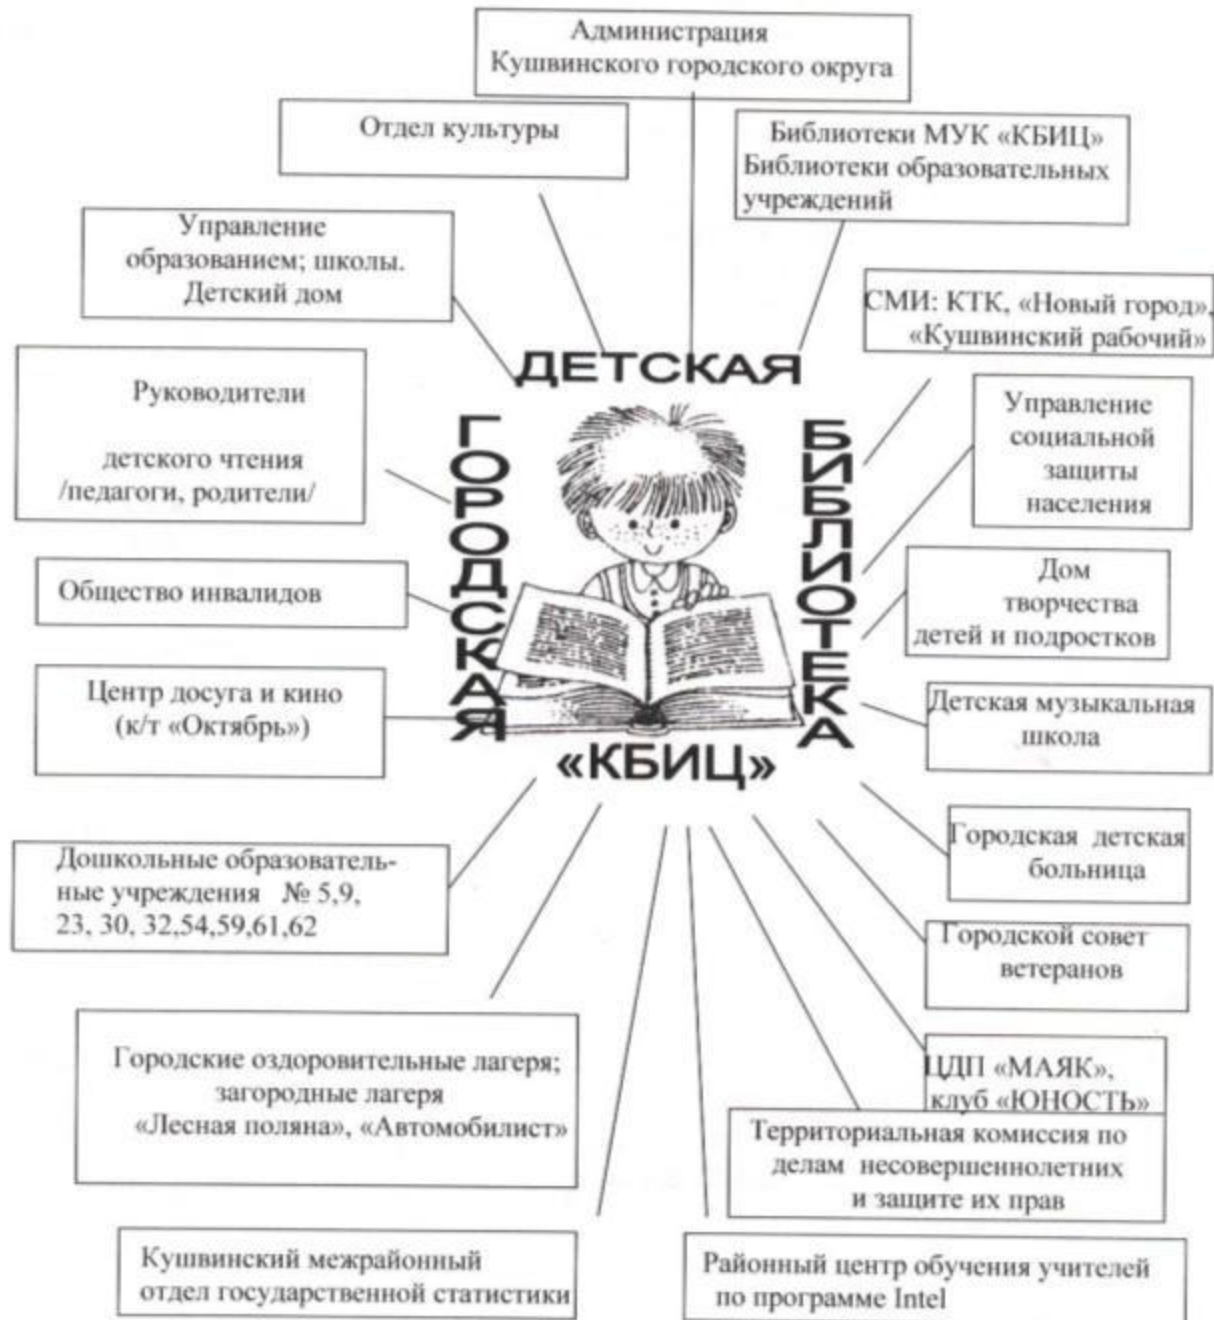 Администрация
Кушвинского городского округа
Отдел культуры
Библиотеки МУК «КБИЦ»
Библиотеки образовательных
учреждений
Управление
образованием; школы.
Детский дом
СМИ: КТК, «Новый город»,
«Кушвинский рабочий»
Руководители
детского чтения
/педагоги, родители/
Управление
социальной
защиты
населения
ГОРОДСКАЯ
ДЕТСКАЯ
БИБЛИОТЕКА
«КБИЦ»
Общество инвалидов
Дом
творчества
детей и подростков
Центр досуга и кино
(к/т «Октябрь»)
Детская музыкальная
школа
Дошкольные образователь-
ные учреждения № 5,9,
23, 30, 32,54,59,61,62
Городская детская
больница
Городской совет
ветеранов
Городские оздоровительные лагеря;
загородные лагеря
«Лесная поляна», «Автомобилист»
ЦДП «МАЯК»,
клуб «ЮНОСТЬ»
Территориальная комиссия по
делам несовершеннолетних
и защите их прав
Кушвинский межрайонный
отдел государственной статистики
Районный центр обучения учителей
по программе Intel